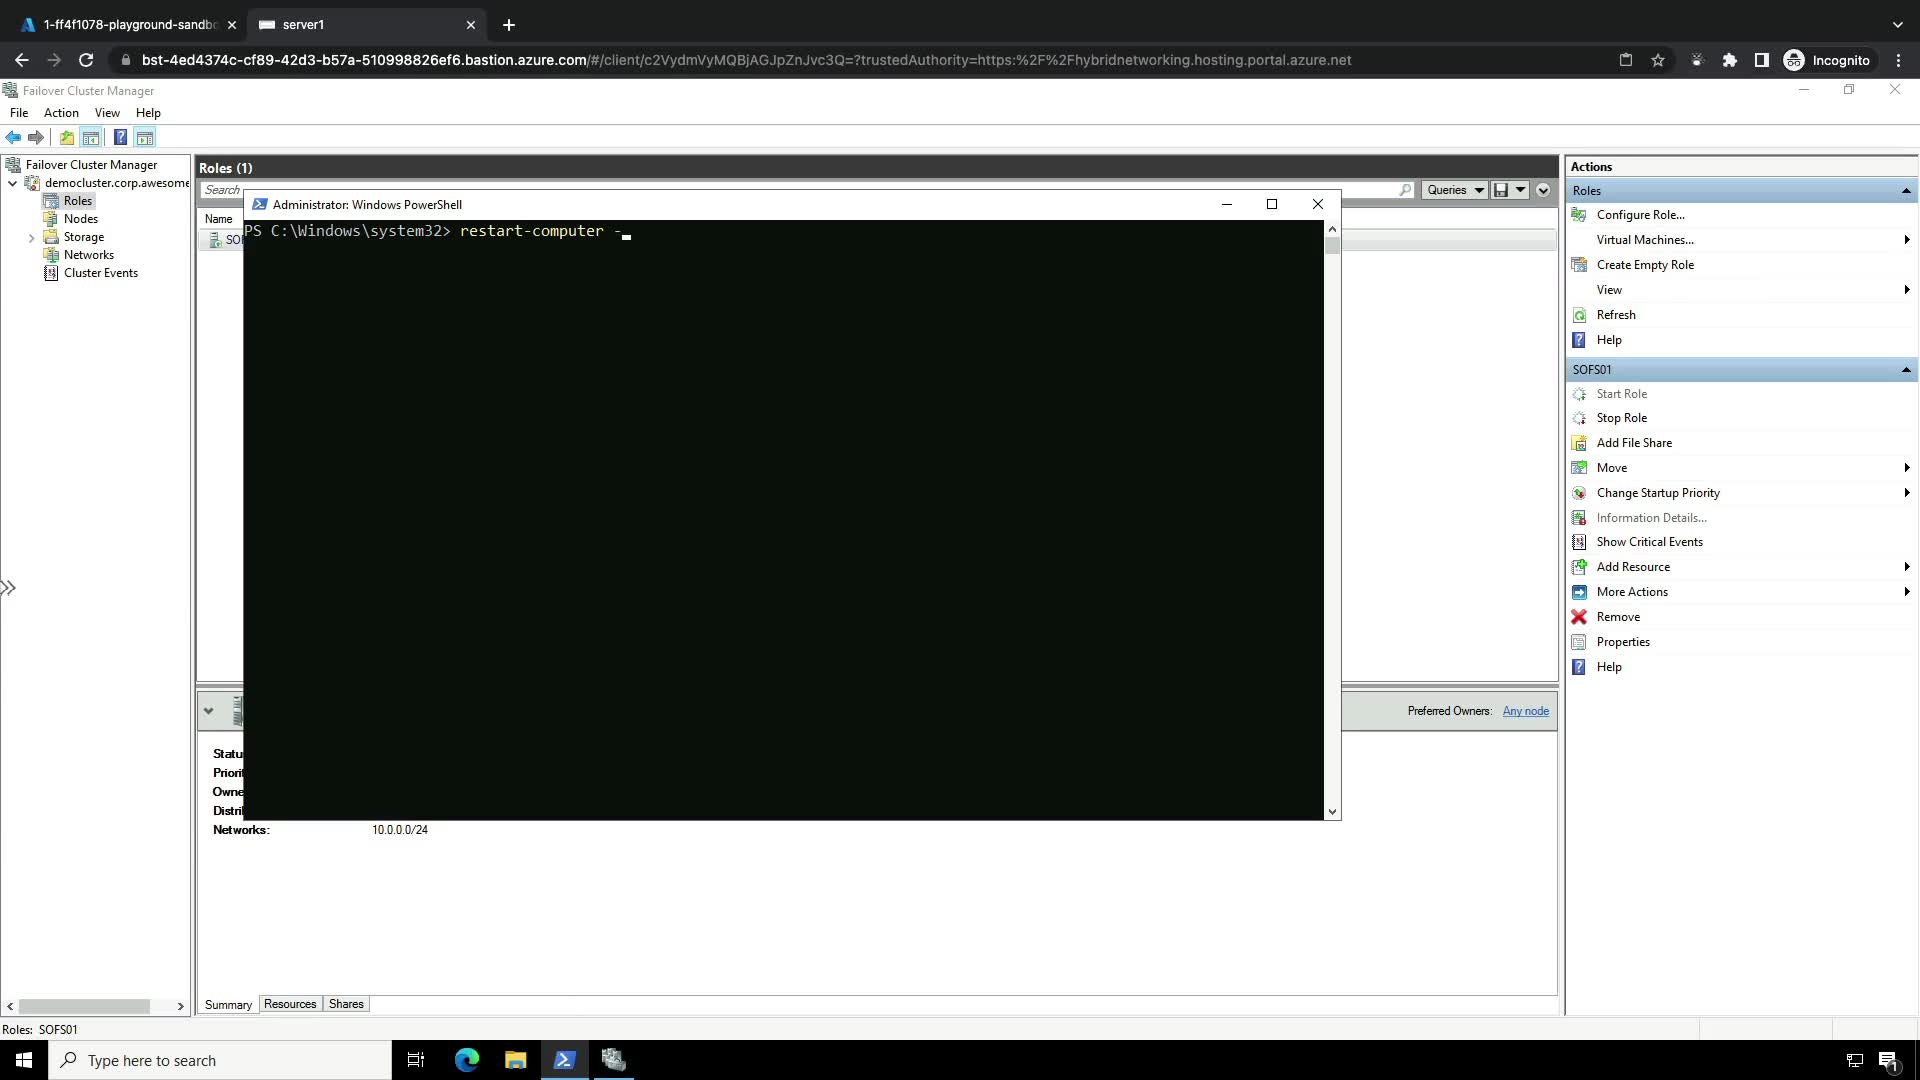 1-ff4f1078-playground-sandbo
server1
bst-4ed4374c-cf89-42d3-b57a-510998826ef6.bastion.azure.com/#/client/c2VydmVyMQBjAGJpZnJvc3Q=?trustedAuthority=https:%2F%2Fhybridnetworking.hosting.portal.azure.net
Incognito
Failover Cluster Manager
File Action View Help
Failover Cluster Manager
democluster.corp.awesome
Roles
Nodes
Storage
Networks
Cluster Events
Roles (1)
Search
Queries
Name
SOF
Administrator: Windows PowerShell
PS C:\Windows\system32> restart-computer -
Preferred Owners: Any node
Statu
Priorit
Owne
Distri
Networks: 10.0.0.0/24
Summary Resources Shares
Actions
Roles
Configure Role...
Virtual Machines...
Create Empty Role
View
Refresh
Help
SOFS01
Start Role
Stop Role
Add File Share
Move
Change Startup Priority
Information Details...
Show Critical Events
Add Resource
More Actions
Remove
Properties
Help
Roles: SOFS01
Type here to search
1